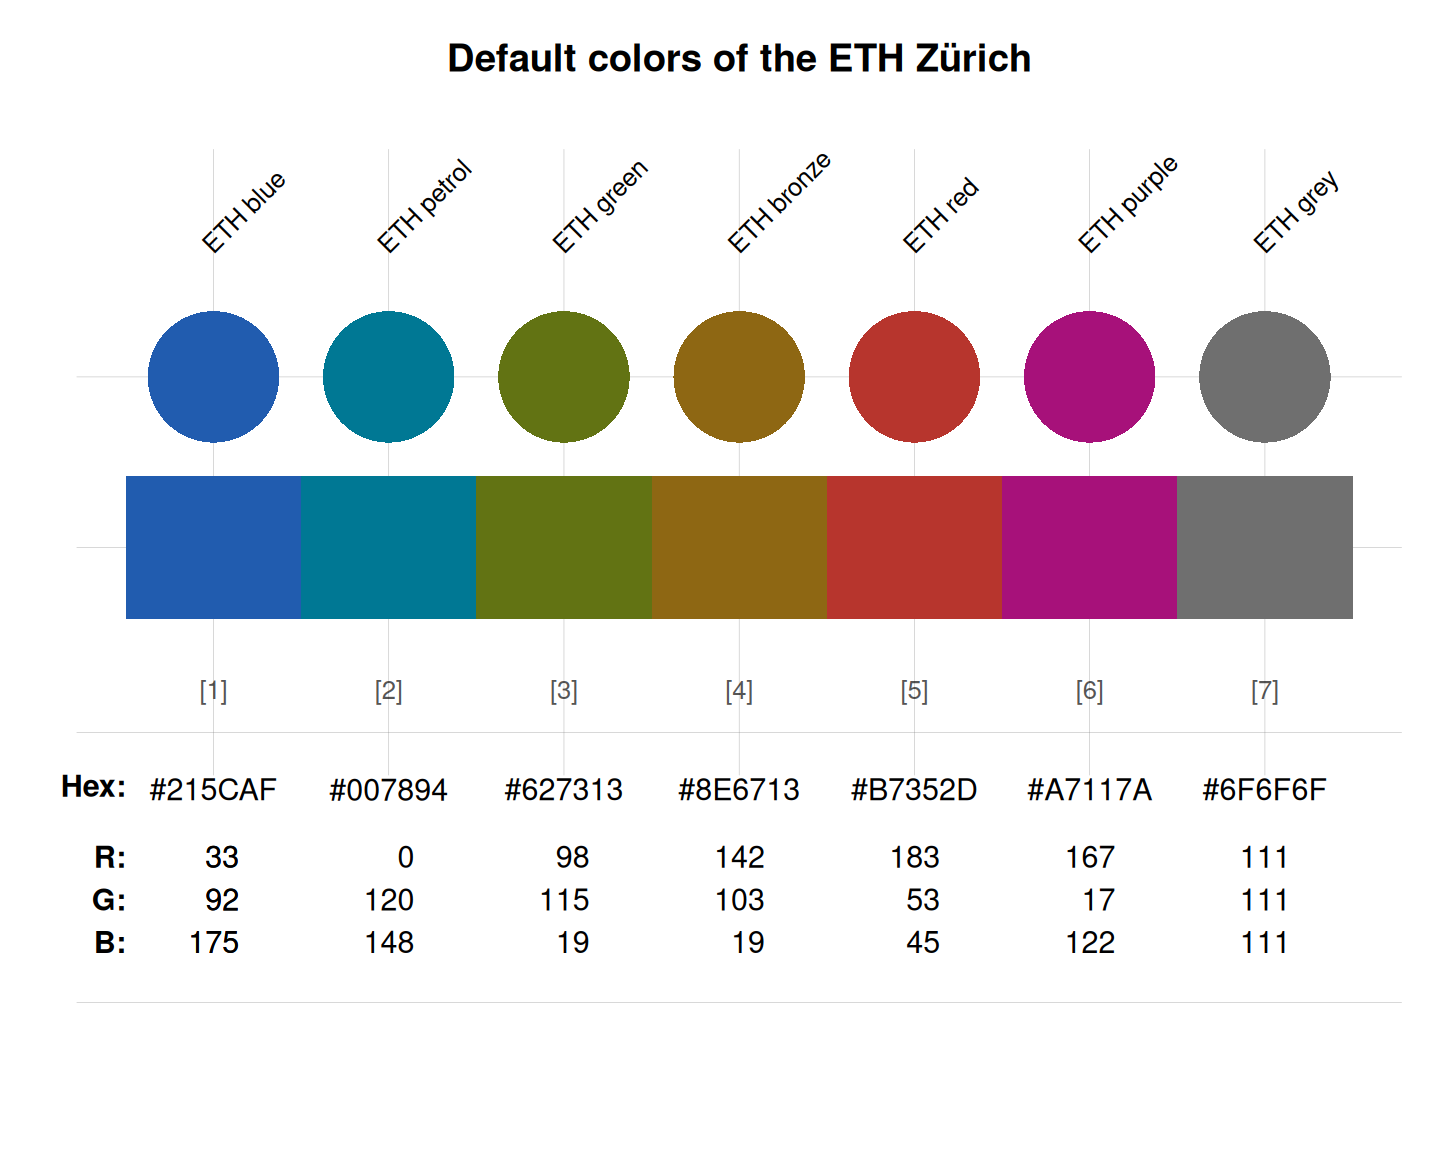 Default colors of the ETH Zürich
ETH blue ETH petrol ETH green ETH bronze ETH red ETH purple ETH grey
[1] [2] [3] [4] [5] [6] [7]
Hex: #215CAF #007894 #627313 #8E6713 #B7352D #A7117A #6F6F6F
R: 33 0 98 142 183 167 111
G: 92 120 115 103 53 17 111
B: 175 148 19 19 45 122 111